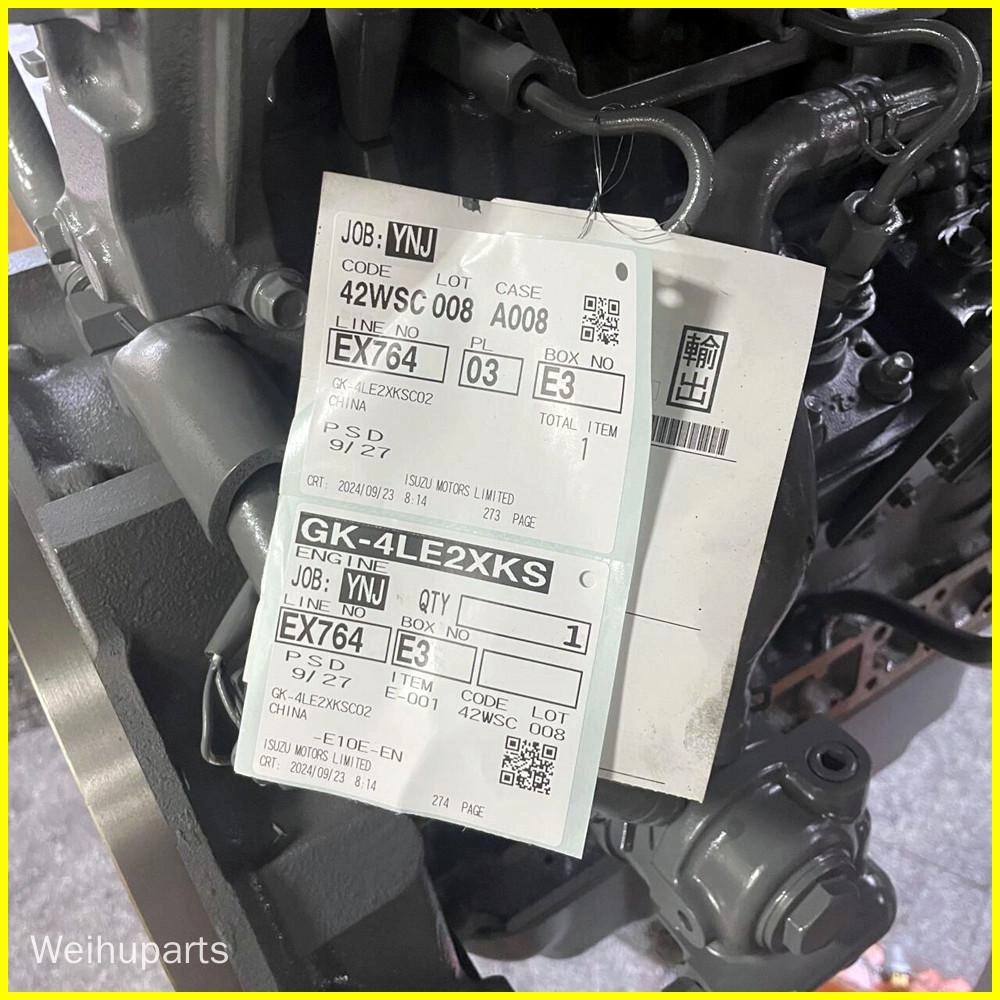 JOB: YNJ
CODE LOT CASE
42WSC 008 A008
LINE NO PL BOX NO
EX764 03 E3
GK-4LE2XKSC02
CHINA
TOTAL ITEM
1
PSD
9/27
ISUZU MOTORS LIMITED
CRT: 2024/09/23 8:14
273 PAGE
輸出
GK-4LE2XKS
ENGINE
JOB: YNJ QTY 1
LINE NO BOX NO
EX764 E3
PSD
9/27
ITEM CODE LOT
E-001 42WSC 008
GK-4LE2XKSC02
CHINA
-E10E-EN
ISUZU MOTORS LIMITED
CRT: 2024/09/23 8:14
274 PAGE
Weihuparts